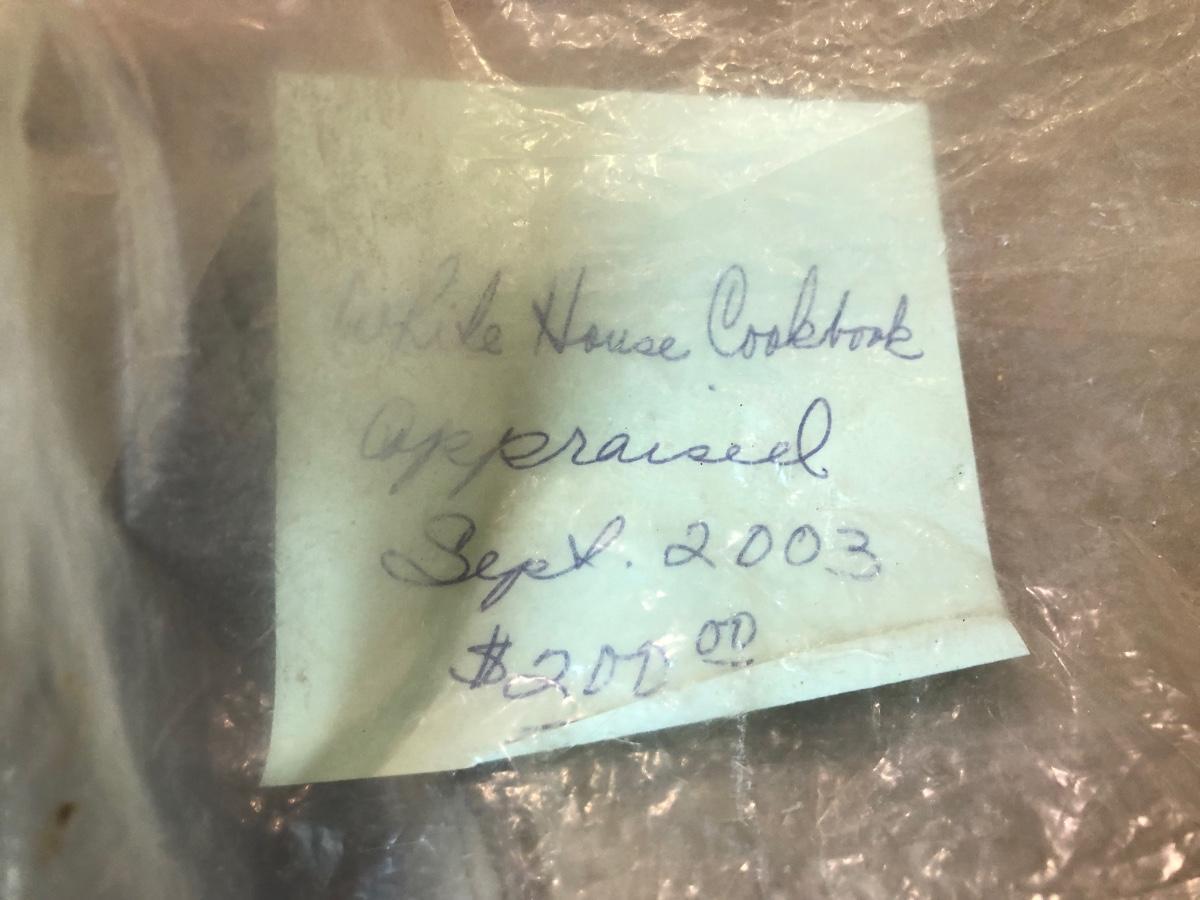 White House Cookbook
appraised
Sept. 2003
$200 00